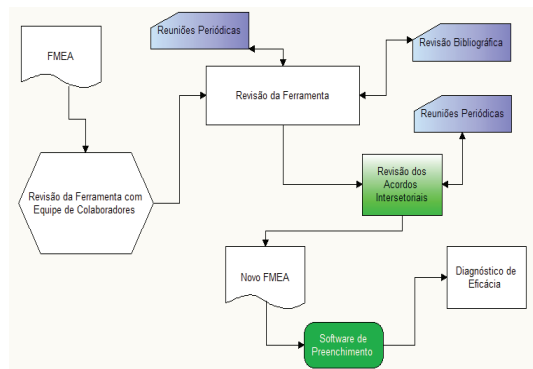 Reuniões Periódicas
FMEA
Revisão Bibliográfica
Revisão da Ferramenta
Reuniões Periódicas
Revisão da Ferramenta com
Equipe de Colaboradores
Revisão dos
Acordos
Intersetoriais
Novo FMEA
Diagnóstico de
Eficácia
Software de
Preenchimento